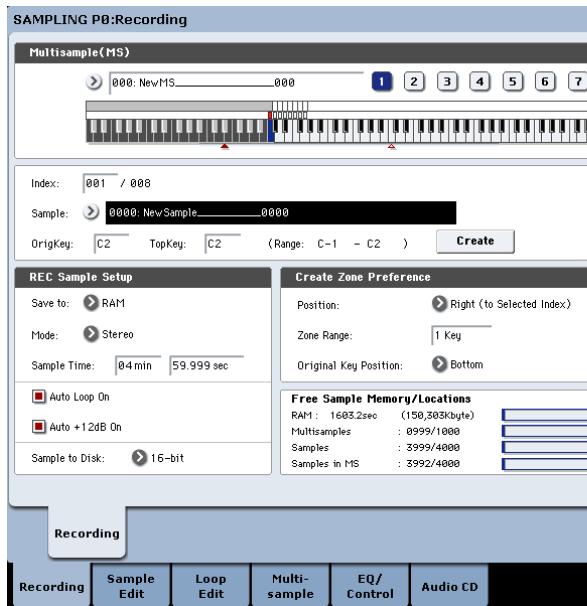 SAMPLING P0:Recording
Multisample(MS)
000: NewMS________________000
1 2 3 4 5 6 7
Index: 001 / 008
Sample: 0000: NewSample____________0000
OrigKey: C2 TopKey: C2 (Range: C-1 - C2 ) Create
REC Sample Setup
Save to: RAM
Mode: Stereo
Sample Time: 04 min 59.999 sec
Auto Loop On
Auto +12dB On
Sample to Disk: 16-bit
Create Zone Preference
Position: Right (to Selected Index)
Zone Range: 1 Key
Original Key Position: Bottom
Free Sample Memory/Locations
RAM : 1603.2sec (150,303Kbyte)
Multisamples : 0999/1000
Samples : 3999/4000
Samples in MS : 3992/4000
Recording
Recording
Sample Edit
Loop Edit
Multi-sample
EQ/ Control
Audio CD